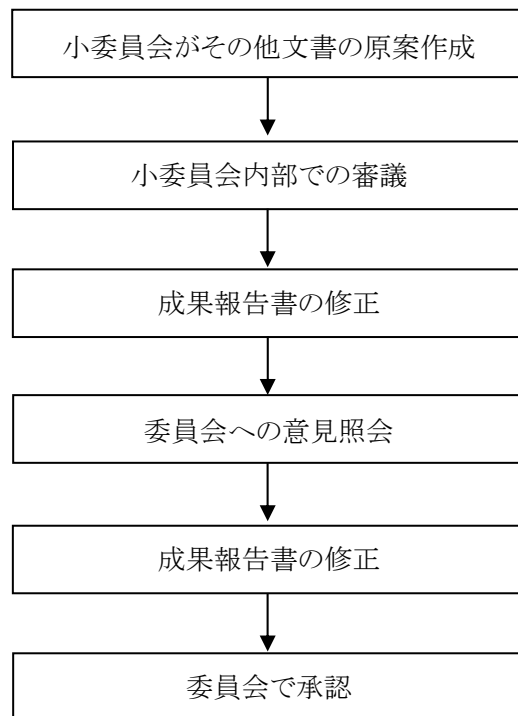 小委員会がその他文書の原案作成
小委員会内部での審議
成果報告書の修正
委員会への意見照会
成果報告書の修正
委員会で承認